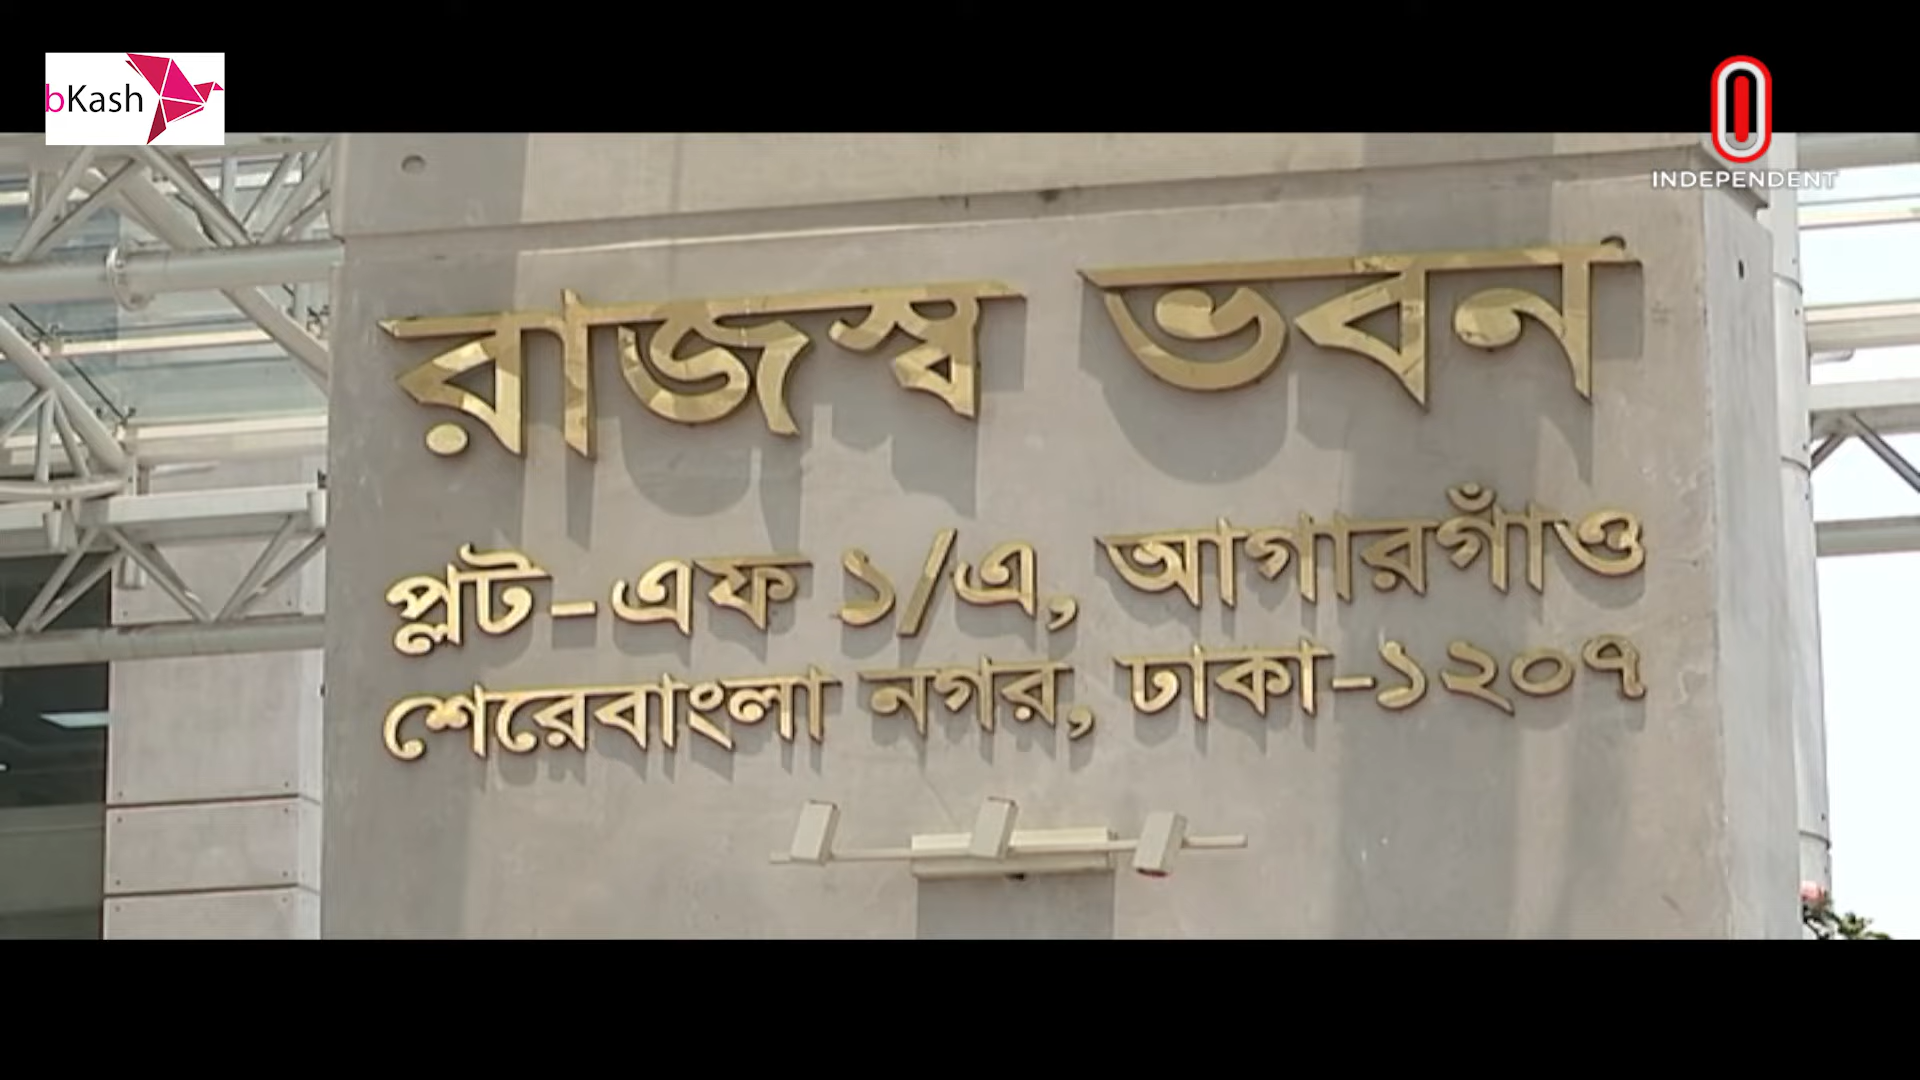 bKash
INDEPENDENT
রাজস্ব ভবন
প্লট-এফ ১/এ, আগারগাঁও
শেরেবাংলা নগর, ঢাকা-১২০৭